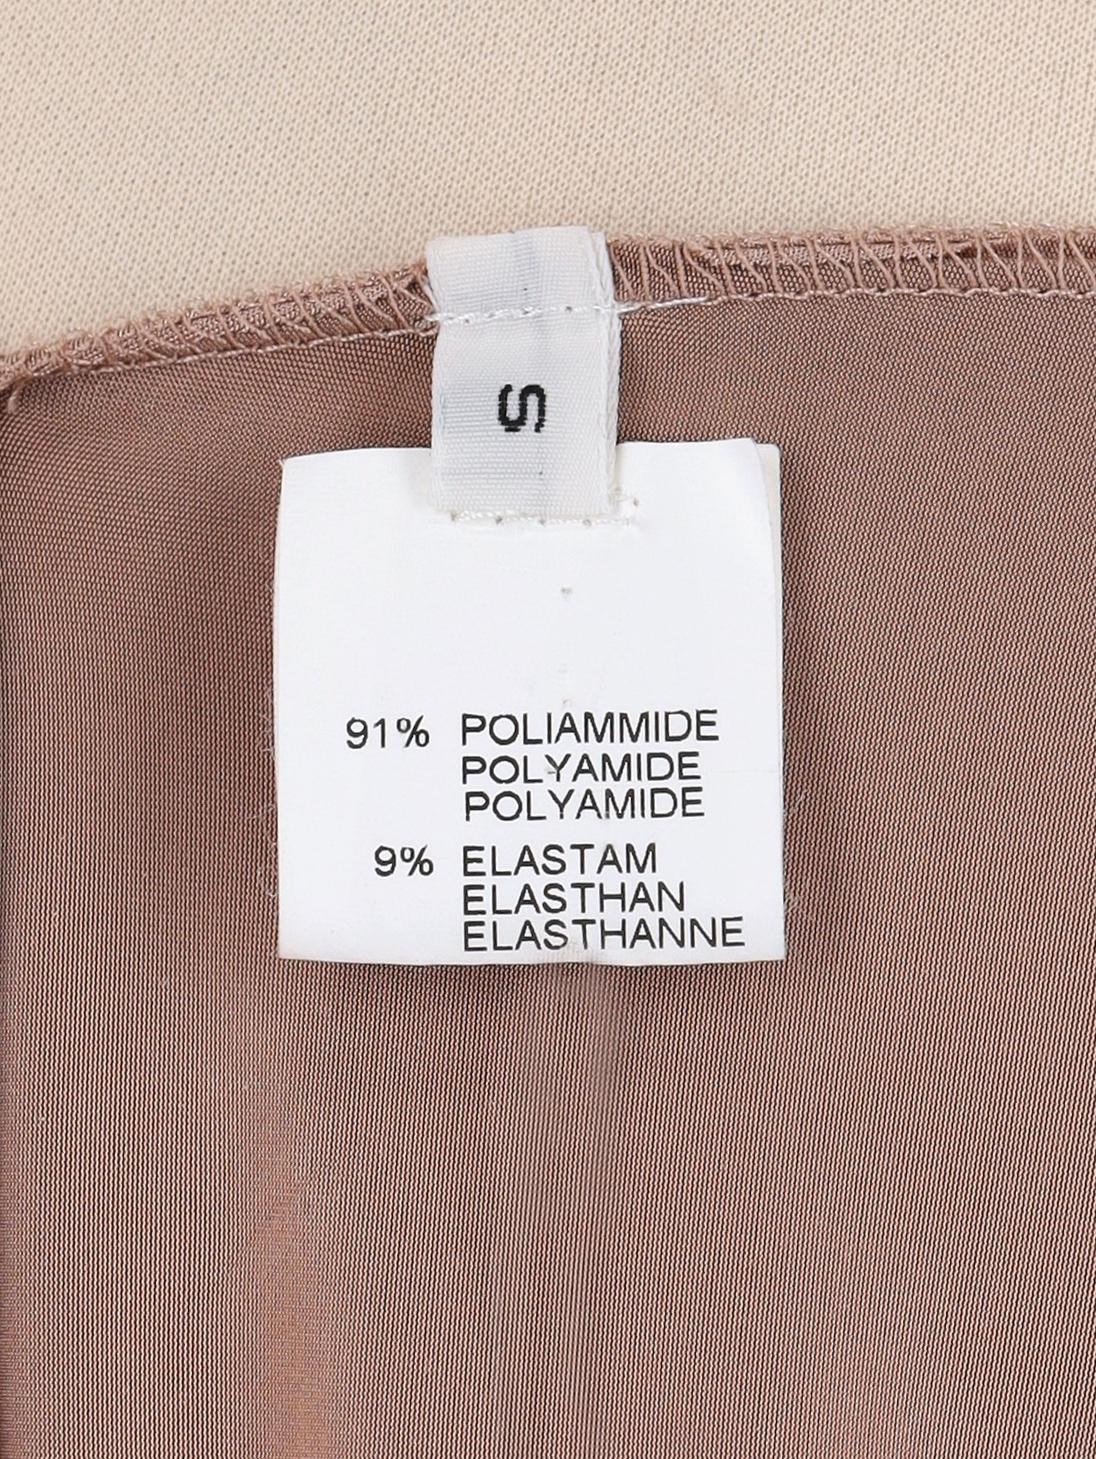 S
91% POLIAMMIDE
POLYAMIDE
POLYAMIDE
9% ELASTAM
ELASTHAN
ELASTHANNE